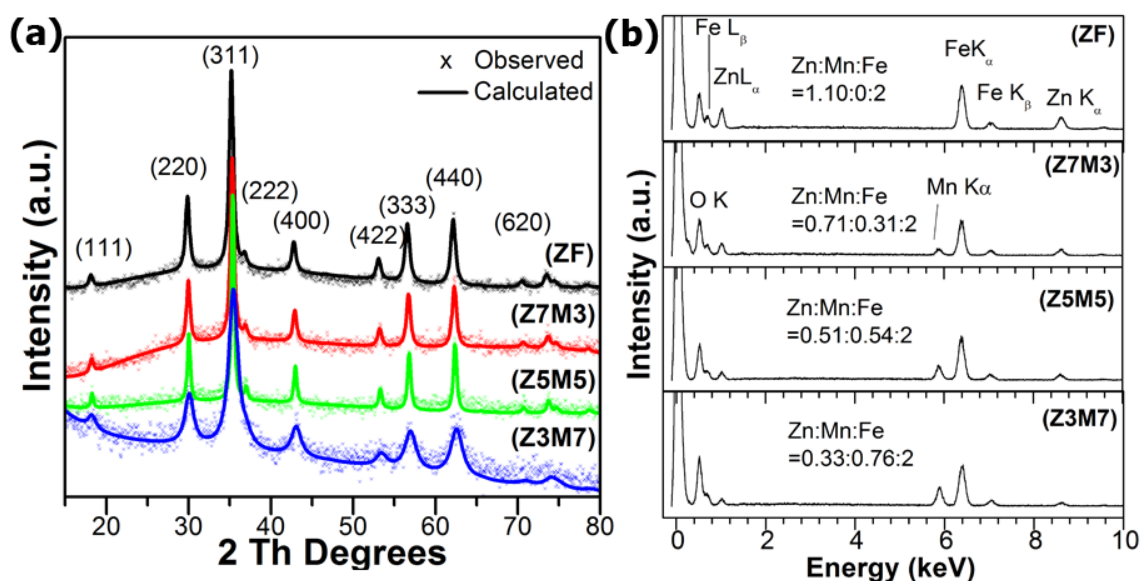 (a)
(311)
x Observed
Calculated
(220)
(222)
(440)
(333)
(400)
(422)
(620)
(111)
(ZF)
(Z7M3)
(Z5M5)
(Z3M7)
Intensity (a.u.)
20 30 40 50 60 70 80
2 Th Degrees
(b)
Fe Lβ
(ZF)
ZnLα
Zn:Mn:Fe
=1.10:0:2
FeKα
Fe Kβ
Zn Kα
(Z7M3)
O K
Zn:Mn:Fe
=0.71:0.31:2
Mn Kα
(Z5M5)
Zn:Mn:Fe
=0.51:0.54:2
(Z3M7)
Zn:Mn:Fe
=0.33:0.76:2
Intensity (a.u.)
0 2 4 6 8 10
Energy (keV)